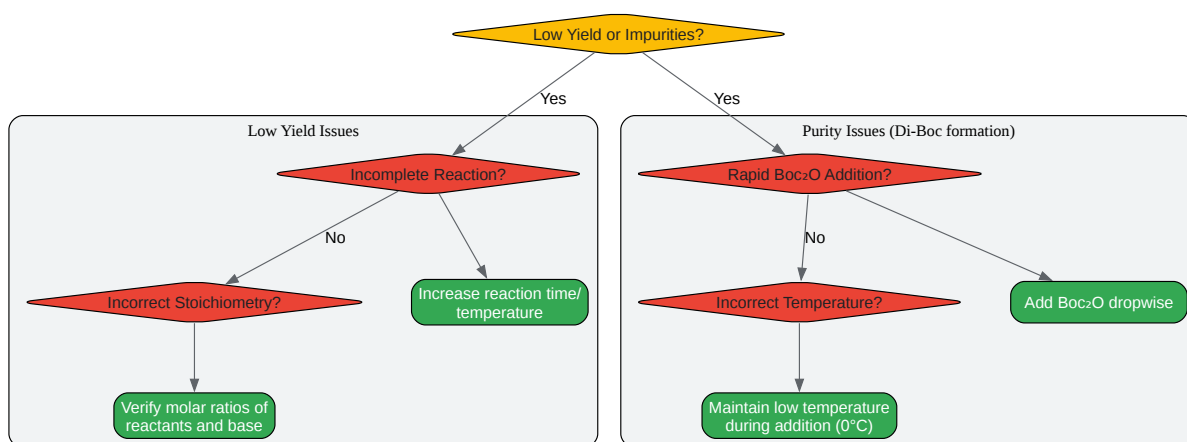 Low Yield or Impurities?
Yes
Yes
Low Yield Issues
Purity Issues (Di-Boc formation)
Incomplete Reaction?
Rapid Boc₂O Addition?
No
No
Incorrect Stoichiometry?
Increase reaction time/
temperature
Incorrect Temperature?
Add Boc₂O dropwise
Verify molar ratios of
reactants and base
Maintain low temperature
during addition (0°C)